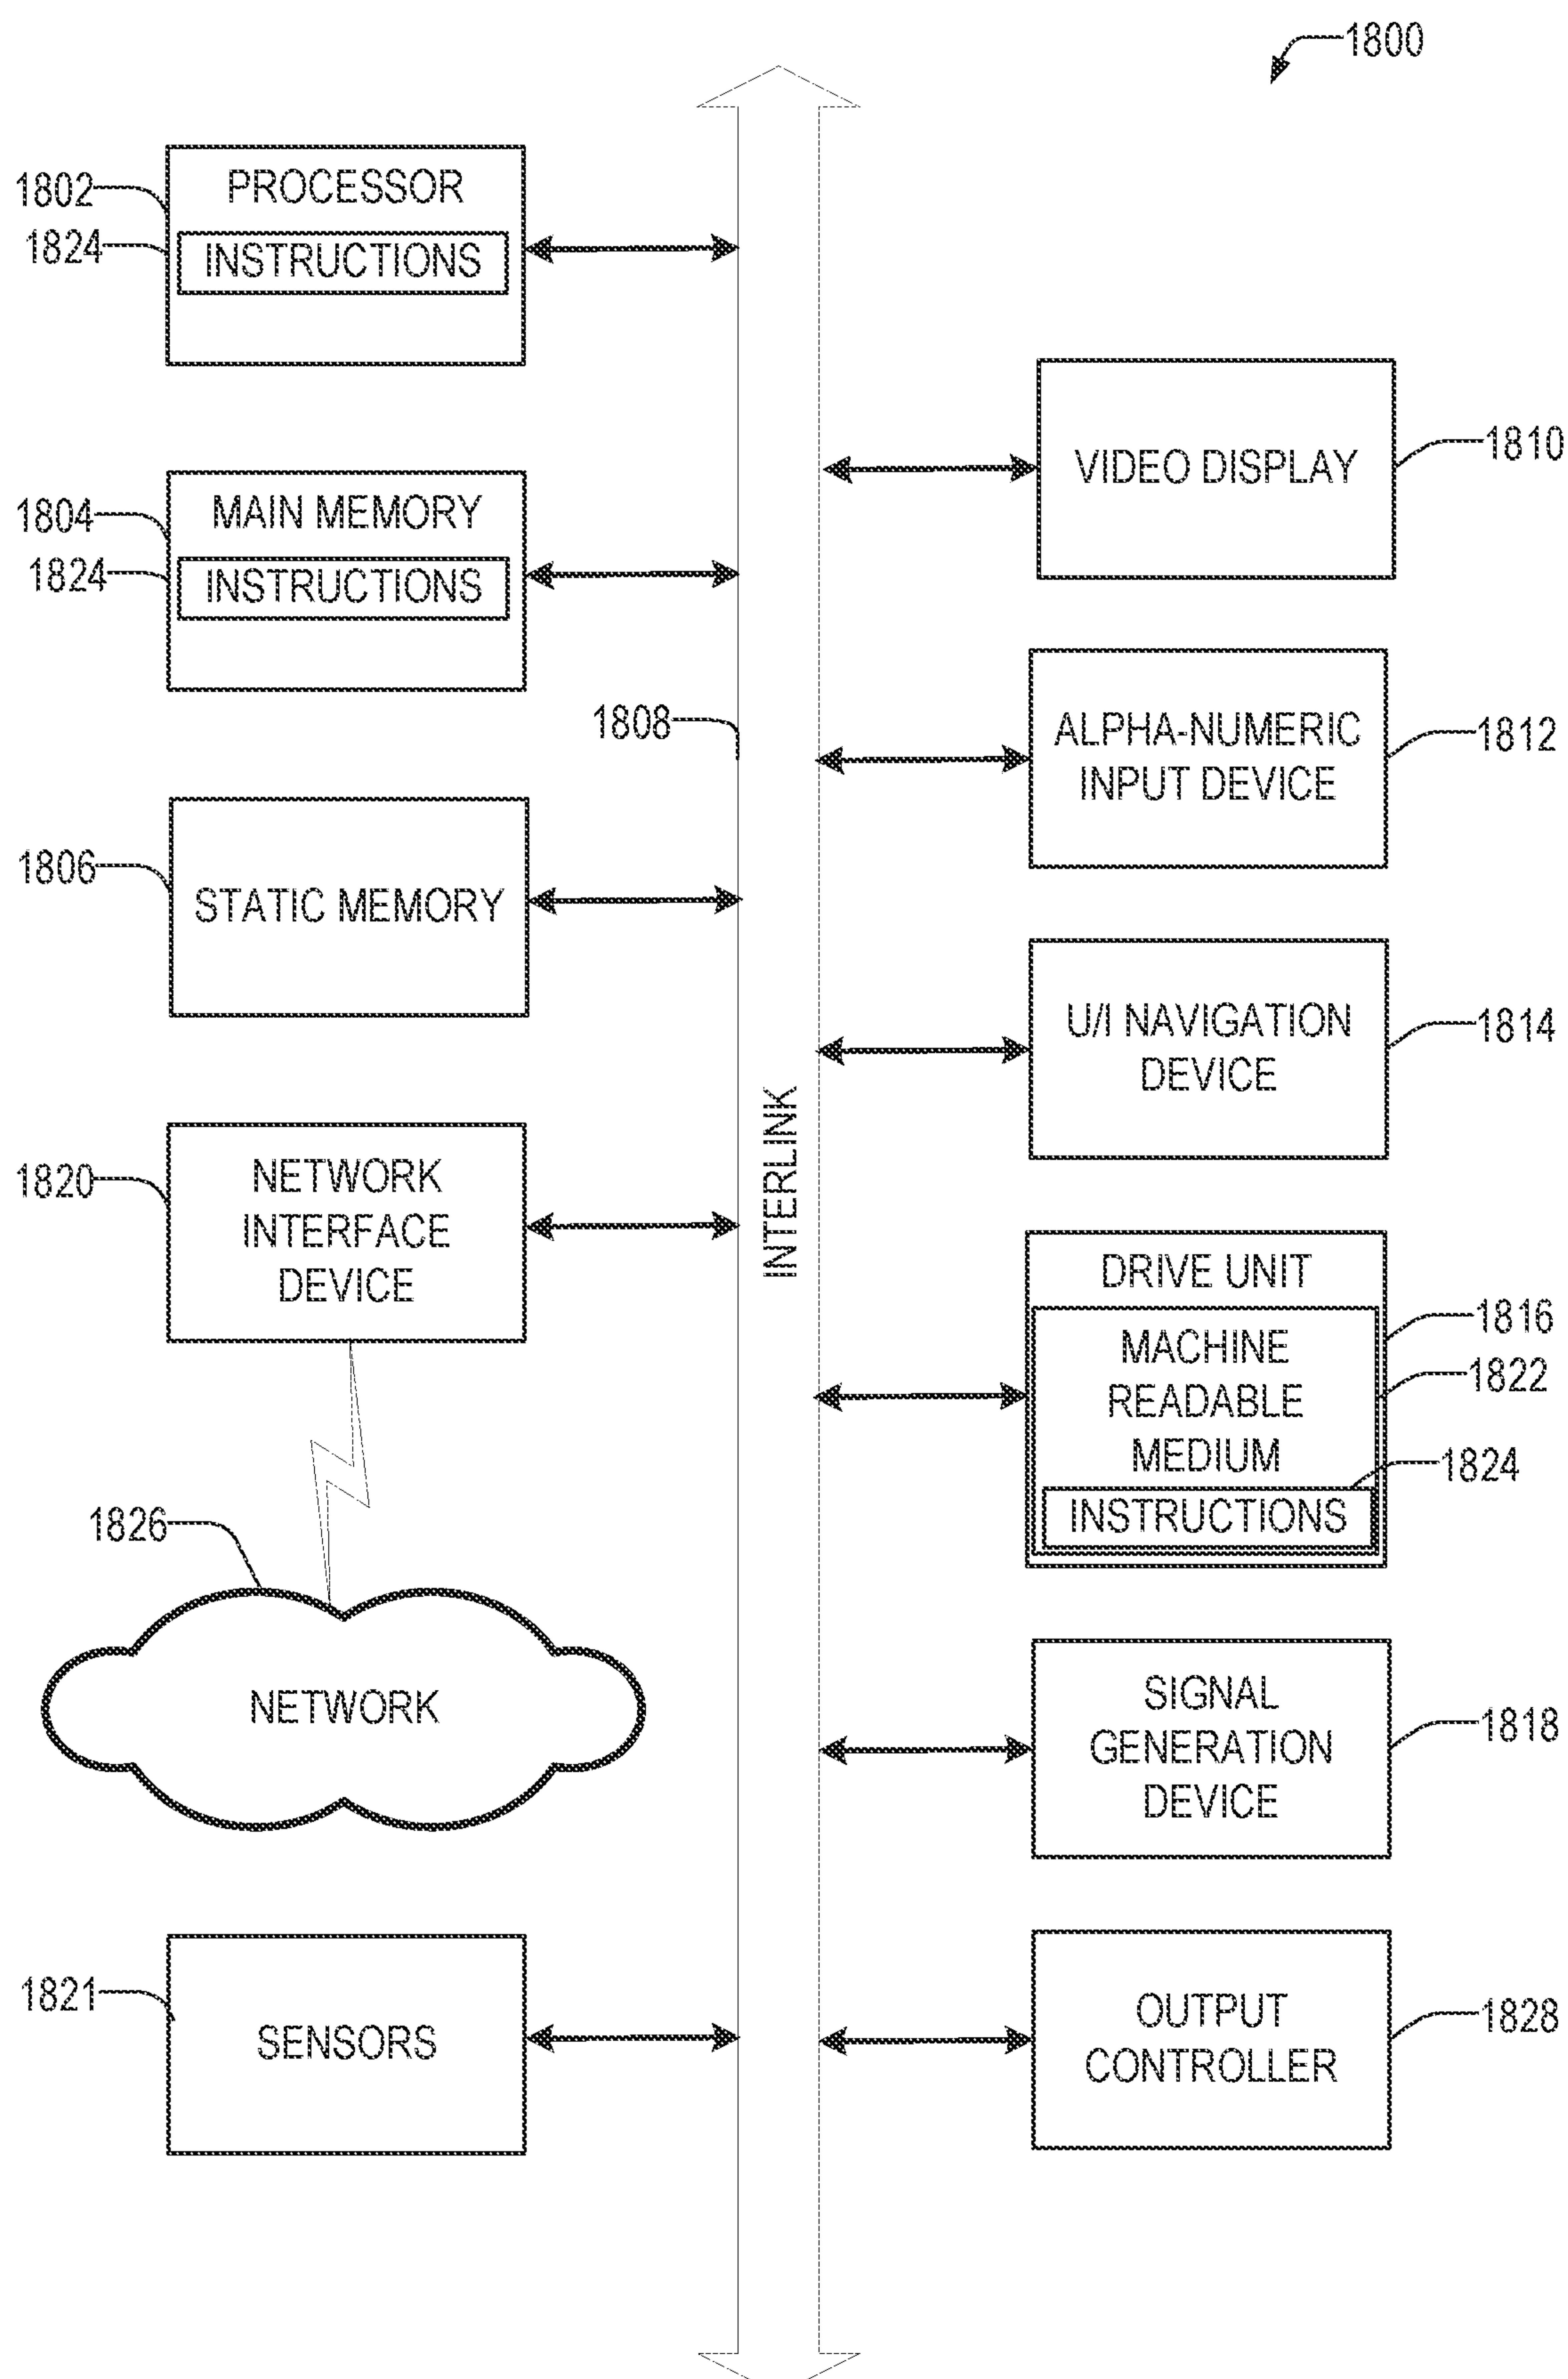 1800
1802
PROCESSOR
1824
INSTRUCTIONS
1804
MAIN MEMORY
1824
INSTRUCTIONS
1808
1806
STATIC MEMORY
1820
NETWORK
INTERFACE
DEVICE
1826
NETWORK
1821
SENSORS
INTERLINK
VIDEO DISPLAY
1810
ALPHA-NUMERIC
INPUT DEVICE
1812
U/I NAVIGATION
DEVICE
1814
DRIVE UNIT
1816
MACHINE
READABLE
MEDIUM
1822
1824
INSTRUCTIONS
SIGNAL
GENERATION
DEVICE
1818
OUTPUT
CONTROLLER
1828